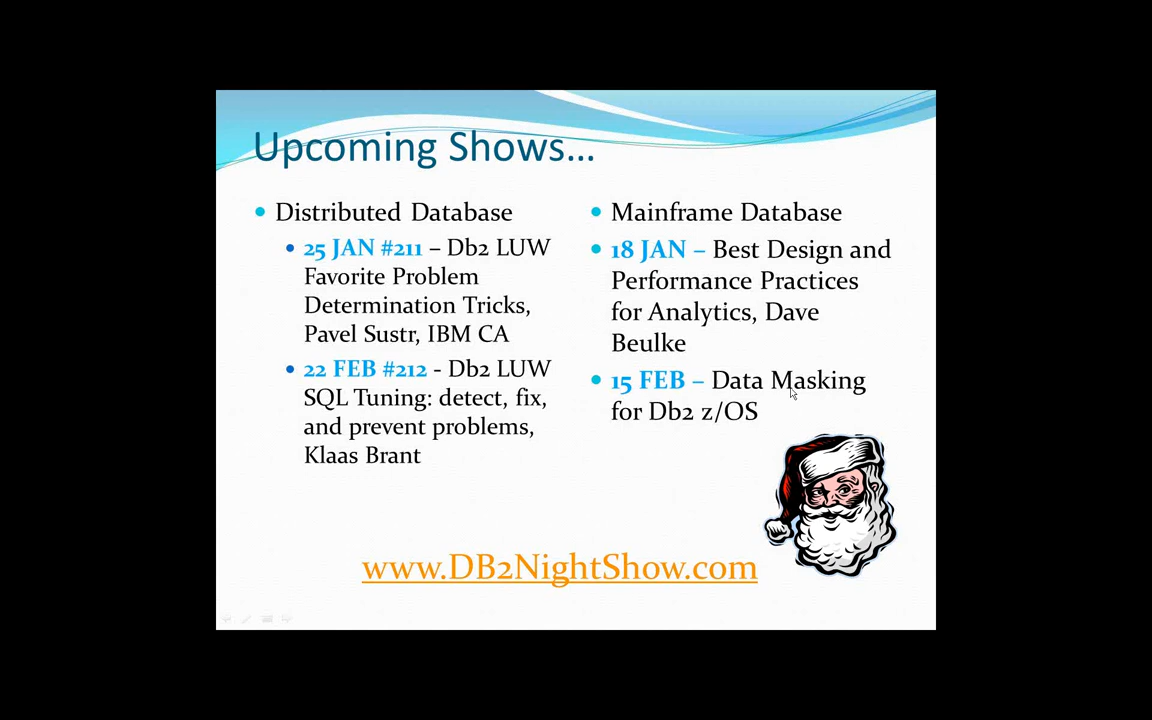 Upcoming Shows...
Distributed Database
25 JAN #211 – Db2 LUW
Favorite Problem
Determination Tricks,
Pavel Sustr, IBM CA
22 FEB #212 - Db2 LUW
SQL Tuning: detect, fix,
and prevent problems,
Klaas Brant
Mainframe Database
18 JAN – Best Design and
Performance Practices
for Analytics, Dave
Beulke
15 FEB – Data Masking
for Db2 z/OS
www.DB2NightShow.com